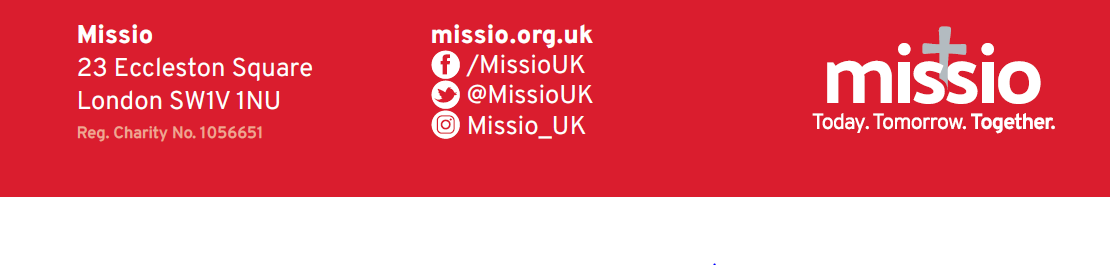 Missio
23 Eccleston Square
London SW1V 1NU
Reg. Charity No. 1056651
missio.org.uk
/MissioUK
@MissioUK
Missio_UK
missio
Today. Tomorrow. Together.